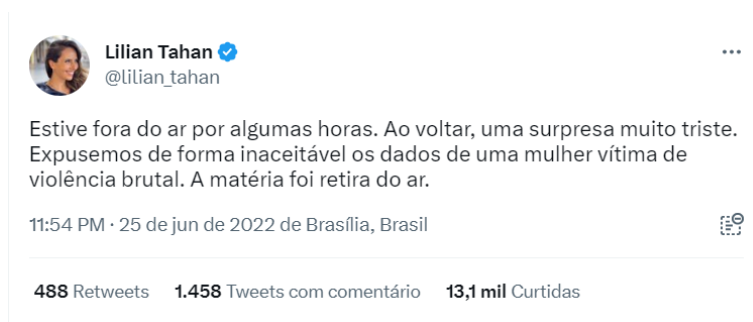 Lilian Tahan
@lilian_tahan
Estive fora do ar por algumas horas. Ao voltar, uma surpresa muito triste.
Expusemos de forma inaceitável os dados de uma mulher vítima de
violência brutal. A matéria foi retira do ar.
11:54 PM · 25 de jun de 2022 de Brasília, Brasil
488 Retweets 1.458 Tweets com comentário 13,1 mil Curtidas